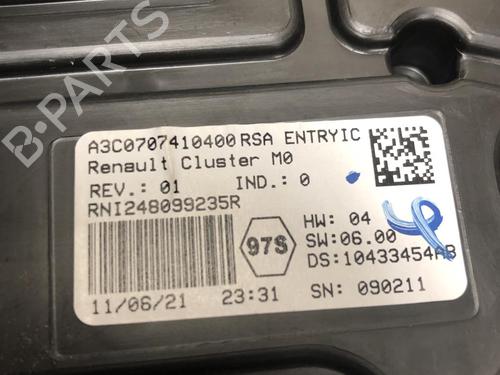 A3C0707410400 RSA ENTRYIC
Renault Cluster M0
REV.: 01 IND.: 0
RNI248099235R
97S
HW: 04
SW:06.00
DS:10433454AB
11/06/21 23:31 SN: 090211
B-PARTS